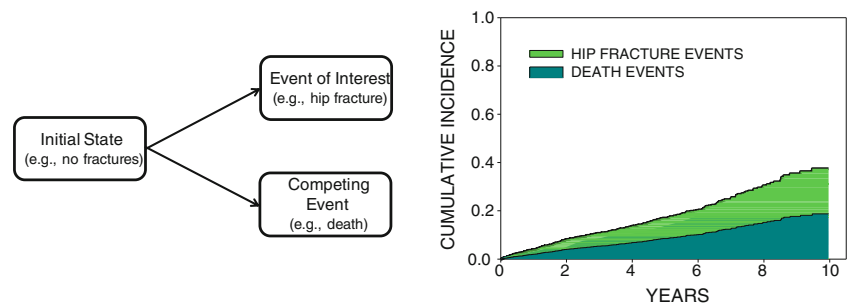 Initial State
(e.g., no fractures)
Event of Interest
(e.g., hip fracture)
Competing
Event
(e.g., death)
CUMULATIVE INCIDENCE
1.0
0.8
0.6
0.4
0.2
0.0
HIP FRACTURE EVENTS
DEATH EVENTS
0 2 4 6 8 10
YEARS